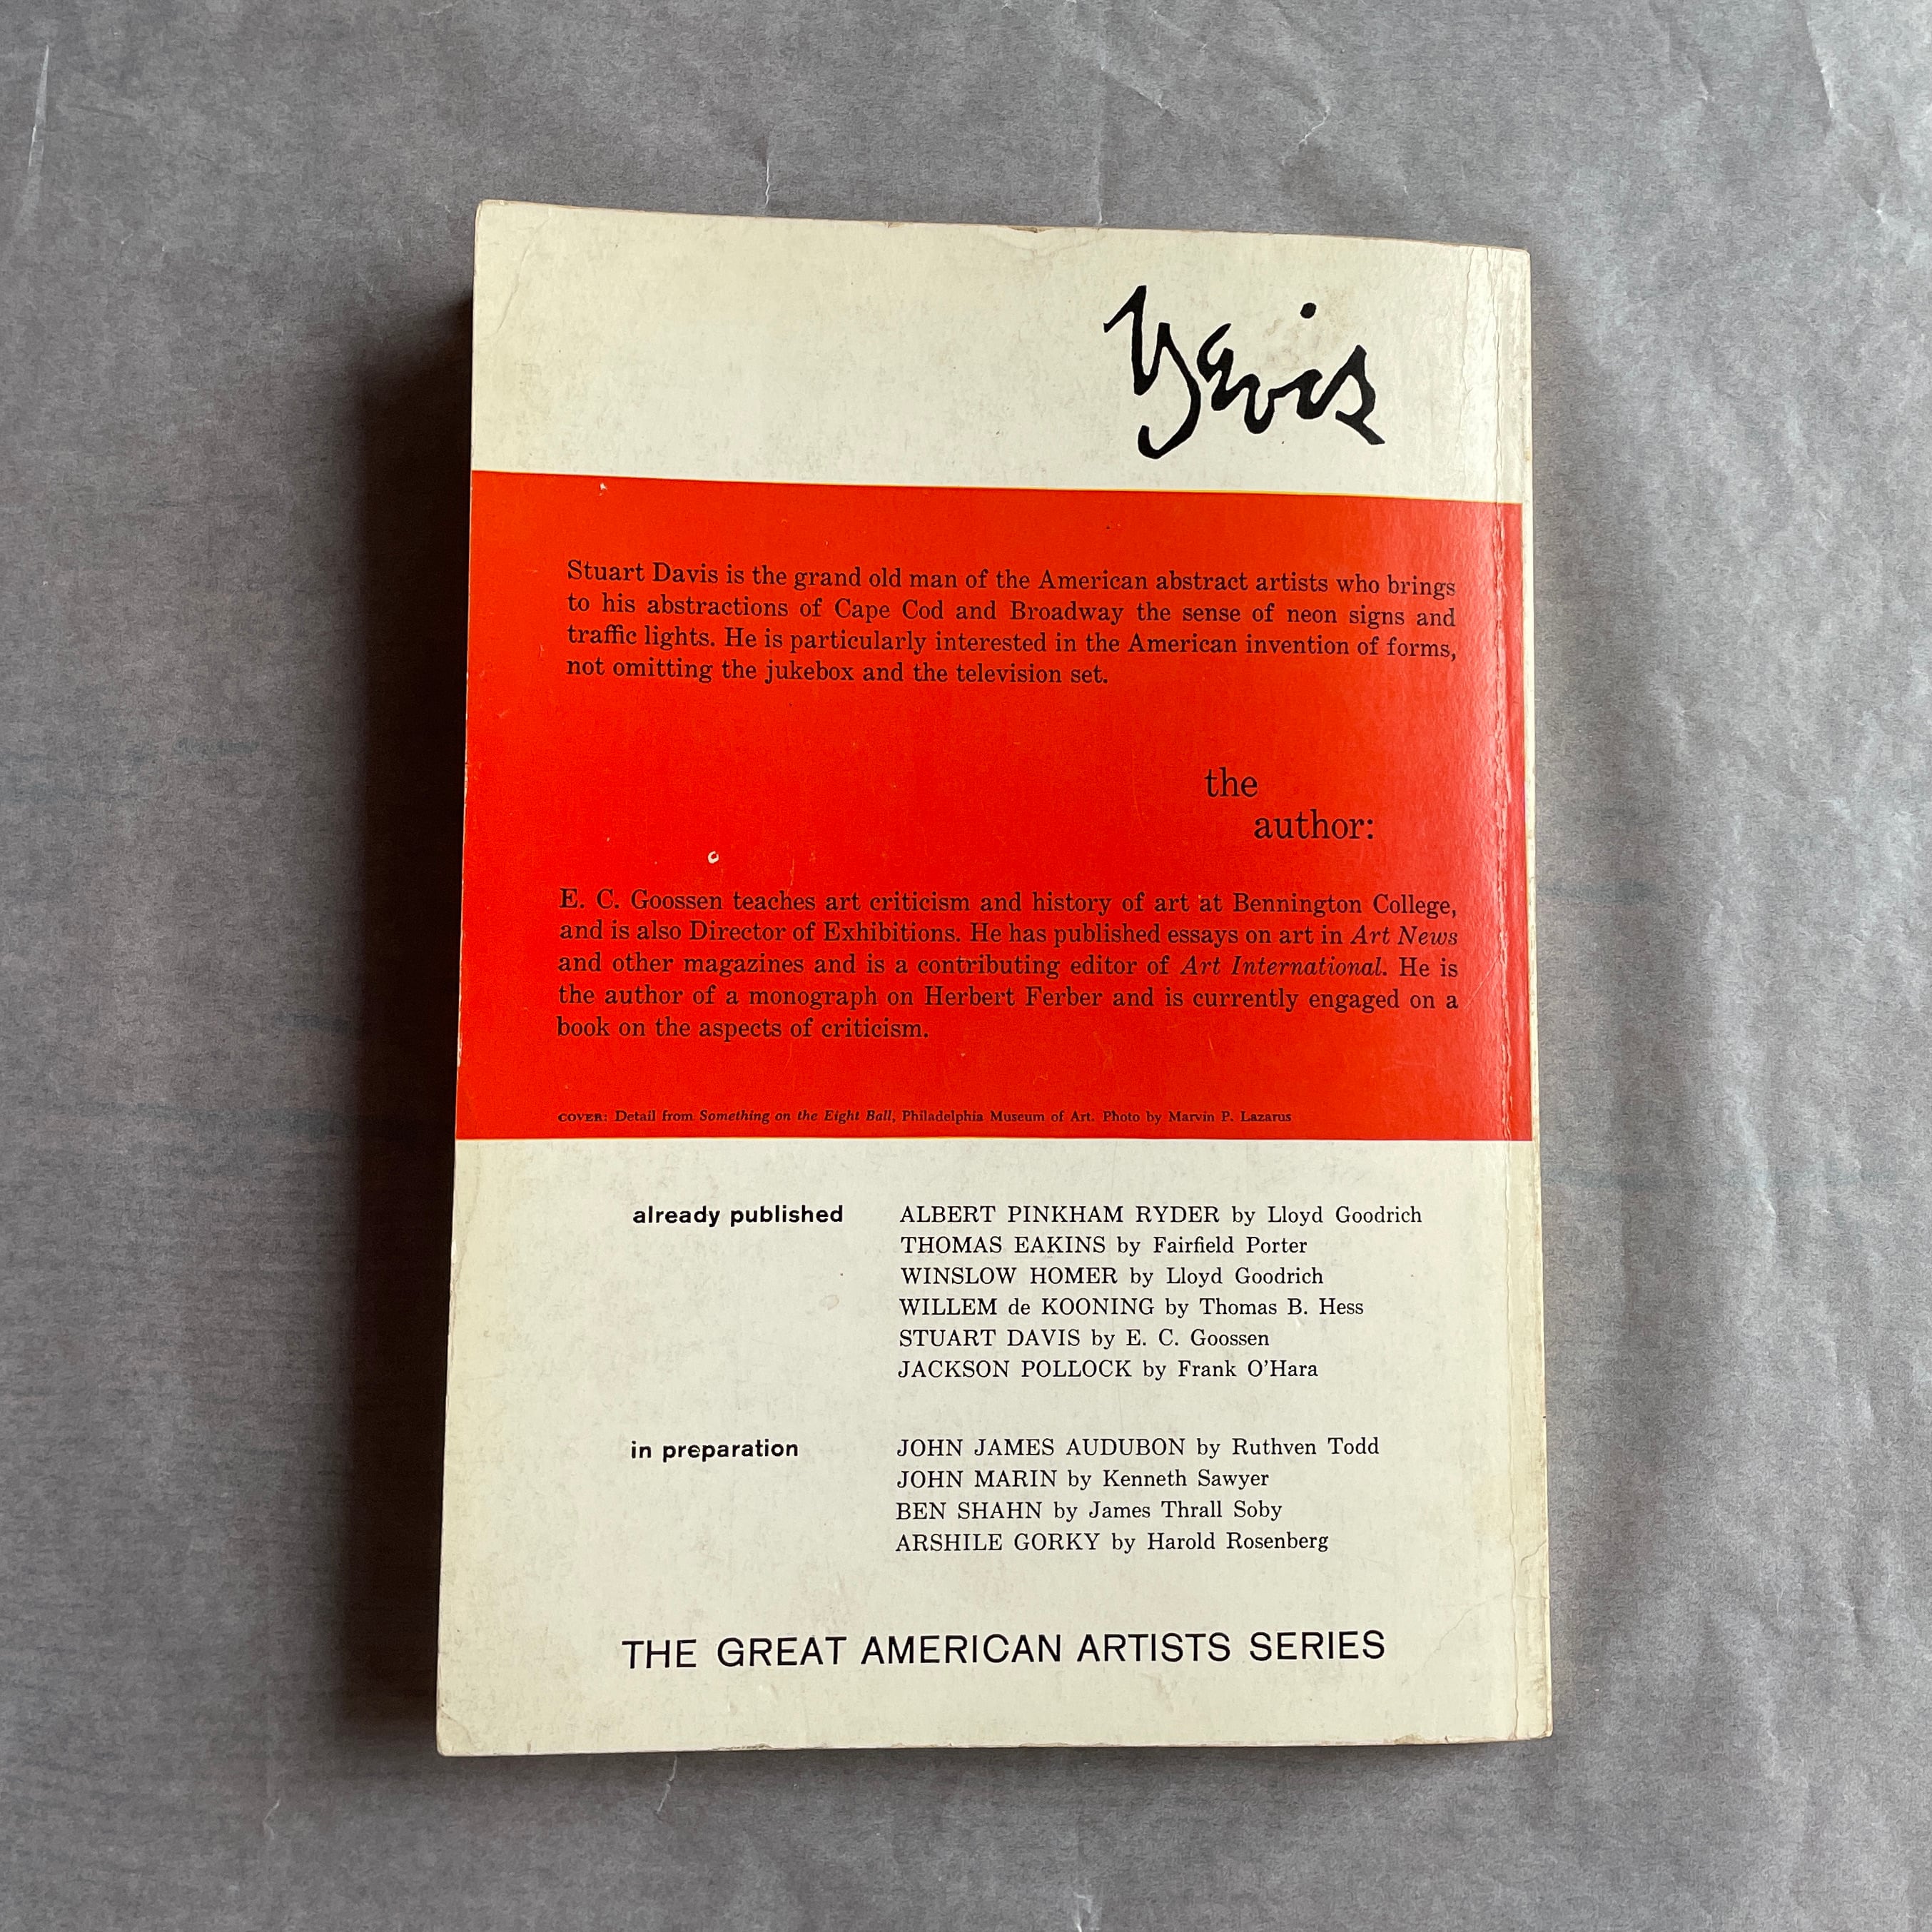 Davis
Stuart Davis is the grand old man of the American abstract artists who brings
to his abstractions of Cape Cod and Broadway the sense of neon signs and
traffic lights. He is particularly interested in the American invention of forms,
not omitting the jukebox and the television set.
the
author:
E. C. Goossen teaches art criticism and history of art at Bennington College,
and is also Director of Exhibitions. He has published essays on art in Art News
and other magazines and is a contributing editor of Art International. He is
the author of a monograph on Herbert Ferber and is currently engaged on a
book on the aspects of criticism.
COVER: Detail from Something on the Eight Ball, Philadelphia Museum of Art. Photo by Marvin P. Lazarus
already published ALBERT PINKHAM RYDER by Lloyd Goodrich
THOMAS EAKINS by Fairfield Porter
WINSLOW HOMER by Lloyd Goodrich
WILLEM de KOONING by Thomas B. Hess
STUART DAVIS by E. C. Goossen
JACKSON POLLOCK by Frank O'Hara
in preparation JOHN JAMES AUDUBON by Ruthven Todd
JOHN MARIN by Kenneth Sawyer
BEN SHAHN by James Thrall Soby
ARSHILE GORKY by Harold Rosenberg
THE GREAT AMERICAN ARTISTS SERIES